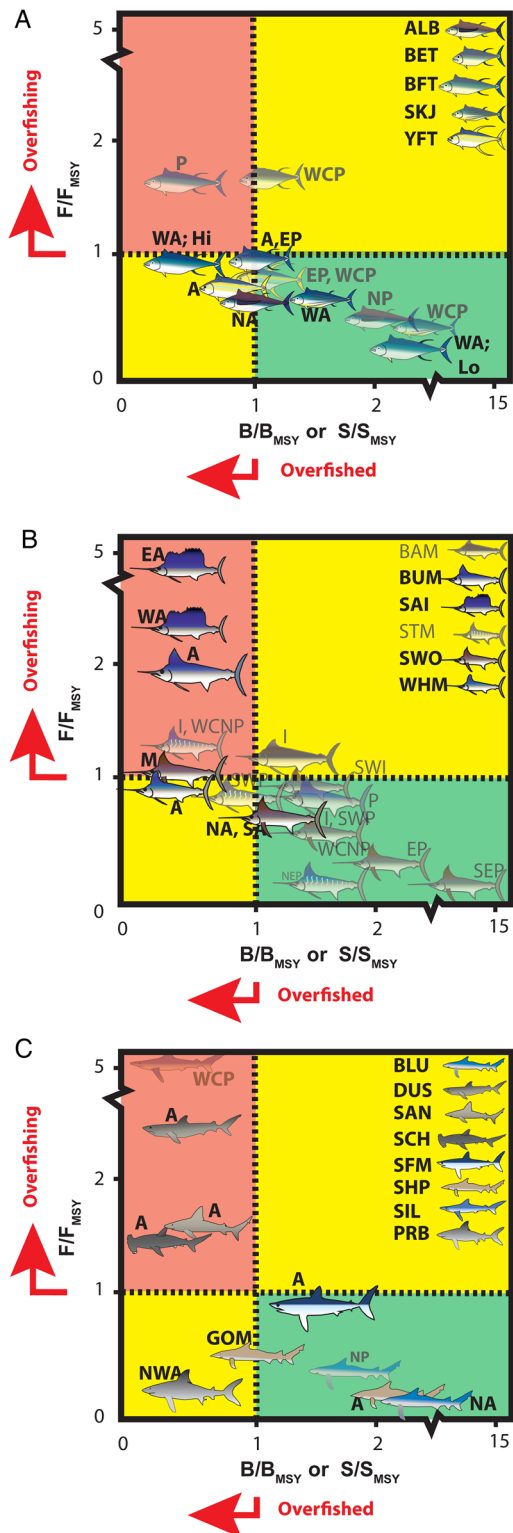 A
5
Overfishing
F/FMSY
2
1
0
P
WCP
WA; Hi
A,EP
EP, WCP
A
NA
WA
NP
WCP
WA;
Lo
ALB
BET
BFT
SKJ
YFT
0
1
2
15
B/BMSY or S/SMSY
Overfished
B
5
Overfishing
F/FMSY
2
1
0
EA
WA
A
I, WCNP
I
M
SWP
SWI
A
P
NA, SA
I, SWP
WCNP
EP
NEP
SEP
BAM
BUM
SAI
STM
SWO
WHM
0
1
2
15
B/BMSY or S/SMSY
Overfished
C
5
Overfishing
F/FMSY
2
1
0
WCP
A
A
A
A
GOM
NWA
NP
A
NA
BLU
DUS
SAN
SCH
SFM
SHP
SIL
PRB
0
1
2
15
B/BMSY or S/SMSY
Overfished